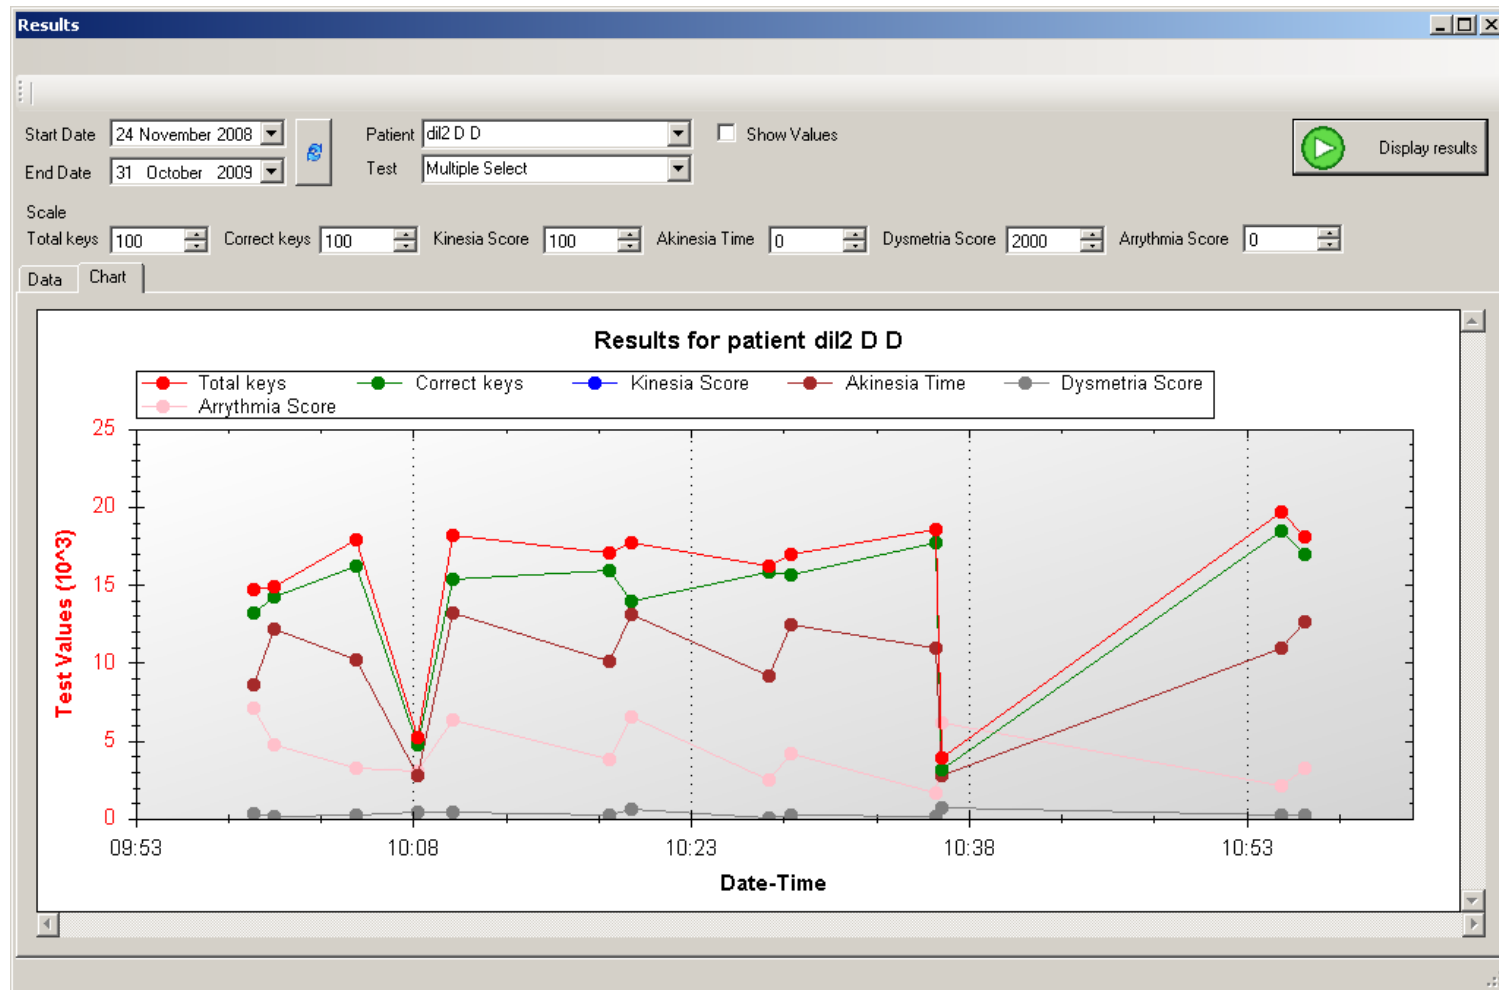 Results
Start Date 24 November 2008 Patient dil2 D D Show Values Display results
End Date 31 October 2009 Test Multiple Select
Scale
Total keys 100 Correct keys 100 Kinesia Score 100 Akinesia Time 0 Dysmetria Score 2000 Arrythmia Score 0
Data Chart
Results for patient dil2 D D
Total keys Correct keys Kinesia Score Akinesia Time Dysmetria Score
Arrythmia Score
25
20
15
10
5
0
Test Values (10^3)
09:53 10:08 10:23 10:38 10:53
Date-Time